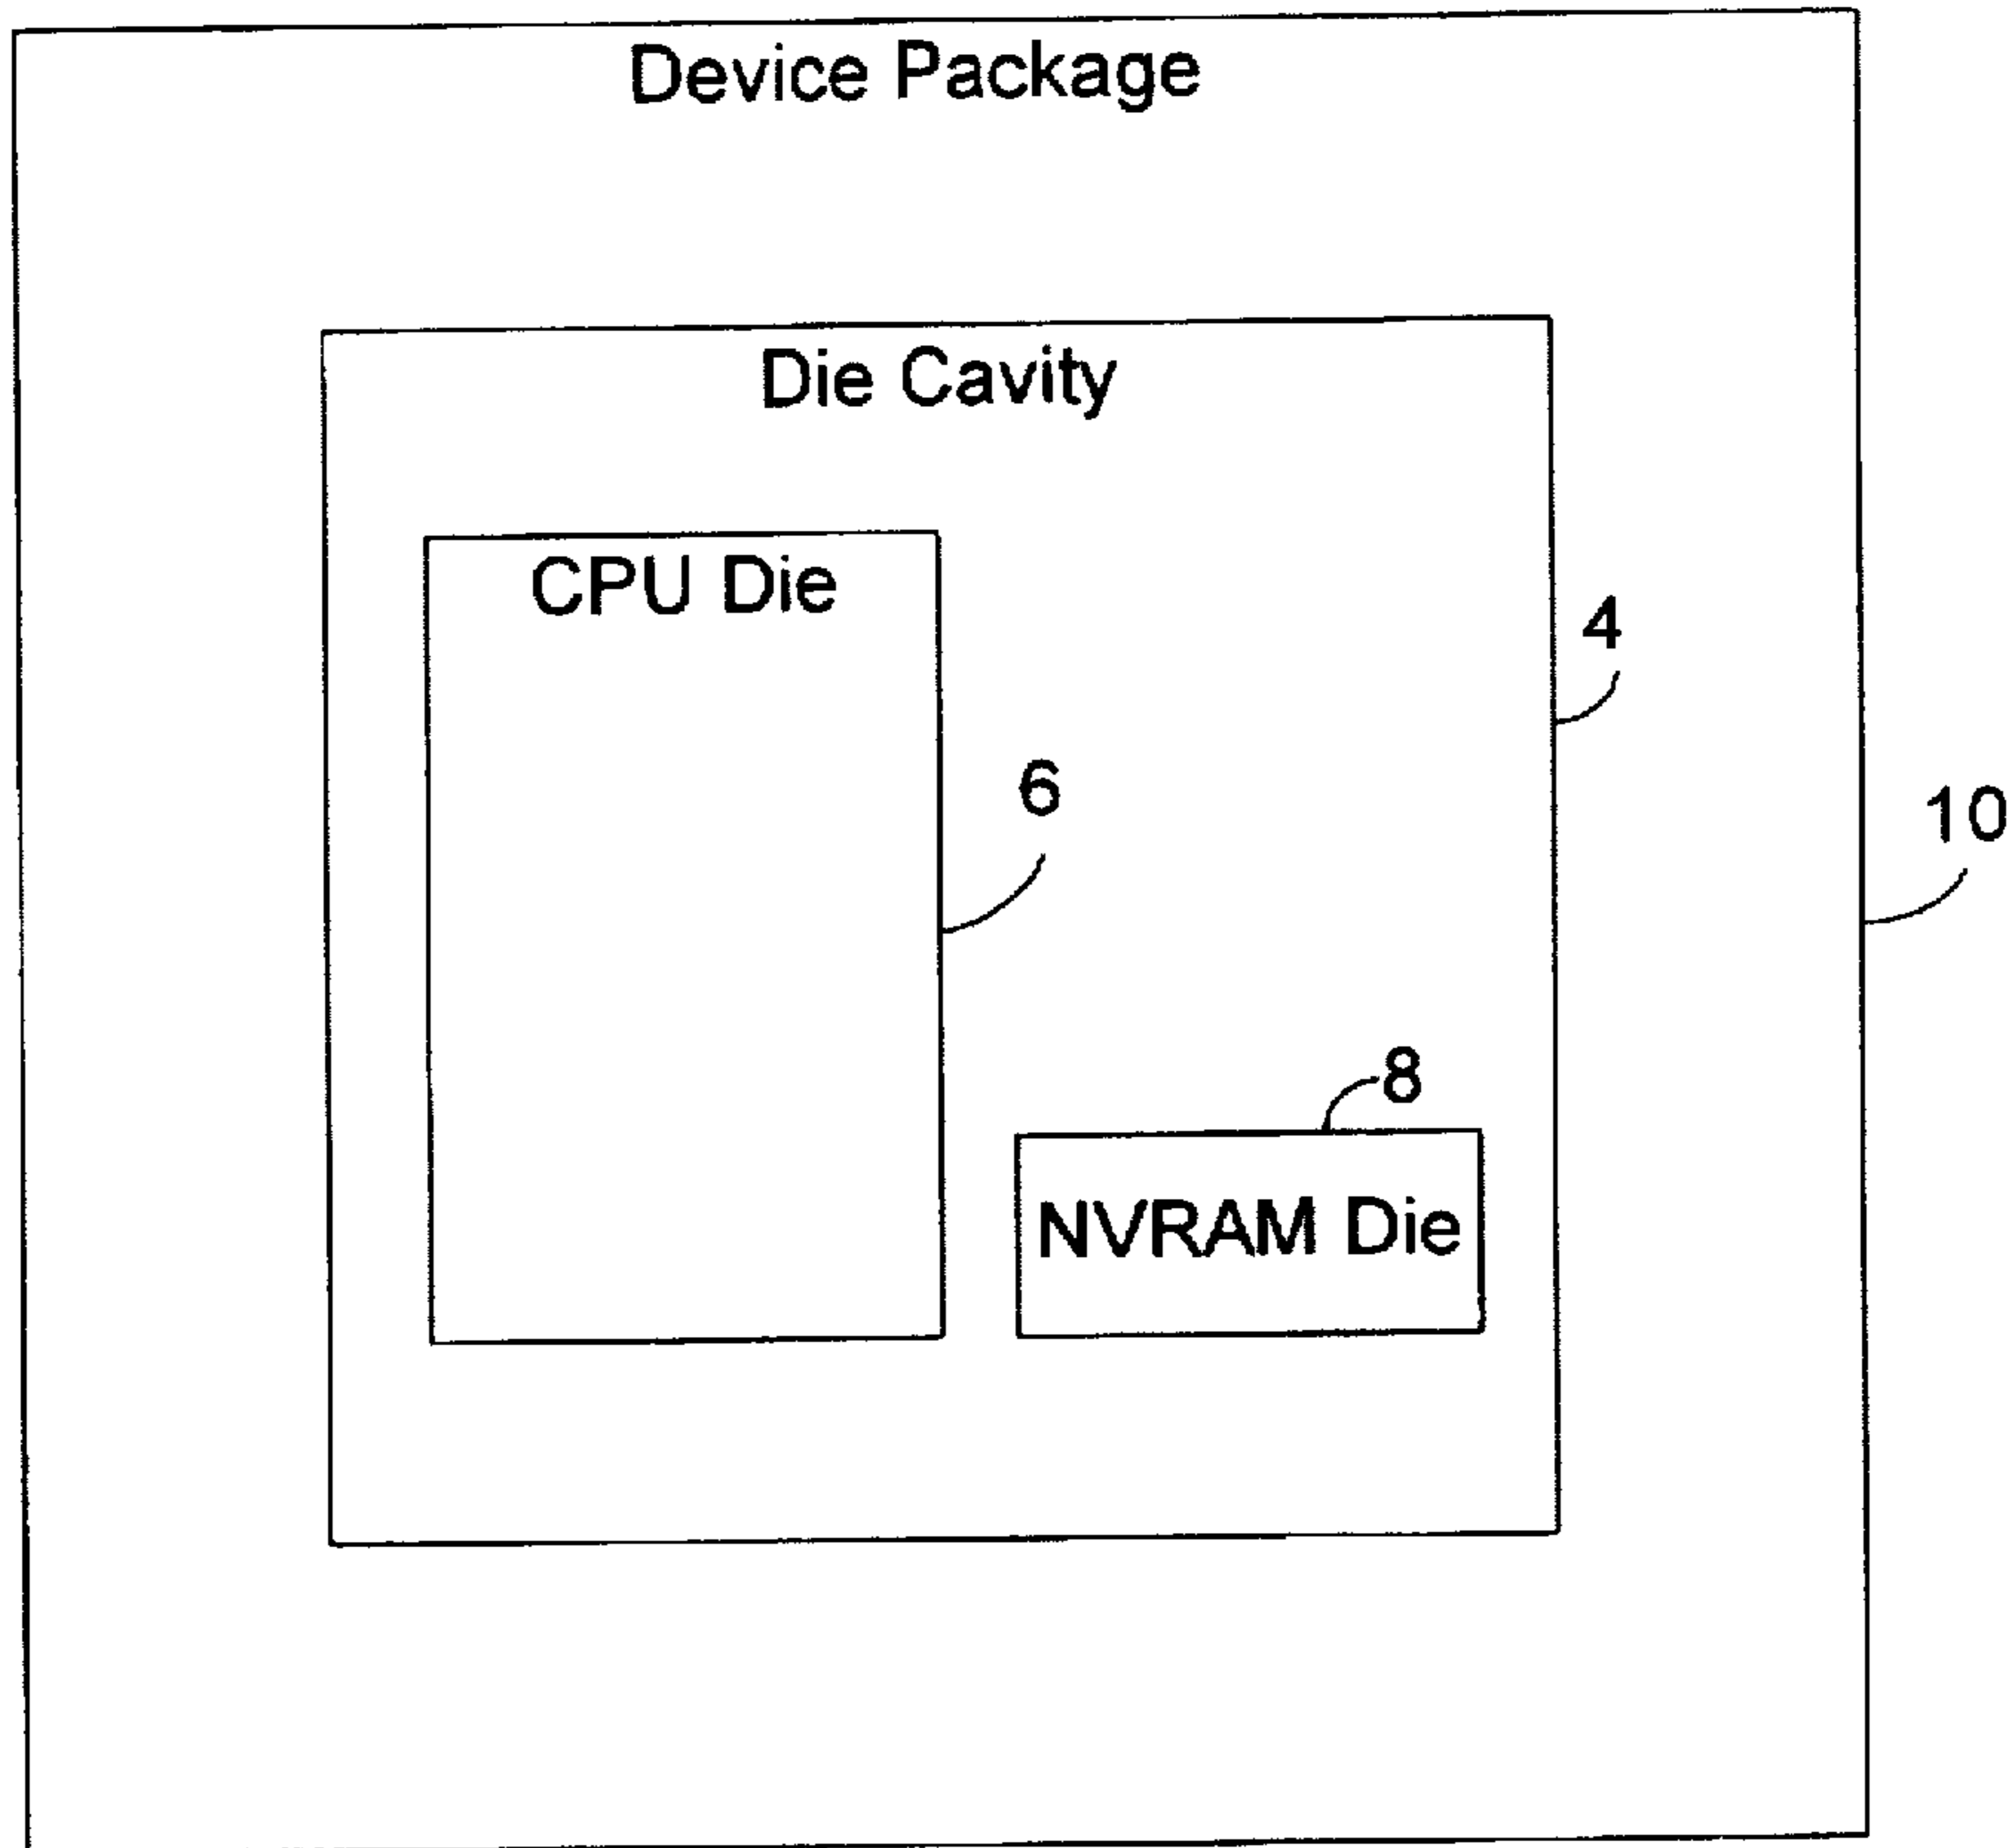 Device Package
Die Cavity
CPU Die
4
6
10
8
NVRAM Die